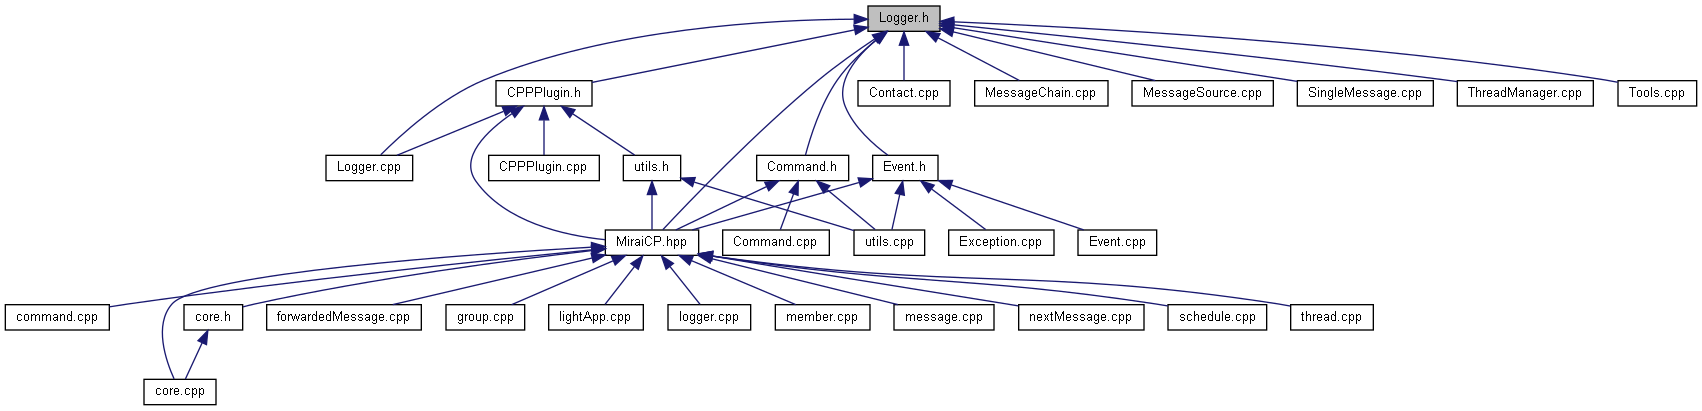 Logger.h
CPPPlugin.h
Contact.cpp
MessageChain.cpp
MessageSource.cpp
SingleMessage.cpp
ThreadManager.cpp
Tools.cpp
Logger.cpp
CPPPlugin.cpp
utils.h
Command.h
Event.h
MiraiCP.hpp
Command.cpp
utils.cpp
Exception.cpp
Event.cpp
command.cpp
core.h
forwardedMessage.cpp
group.cpp
lightApp.cpp
logger.cpp
member.cpp
message.cpp
nextMessage.cpp
schedule.cpp
thread.cpp
core.cpp